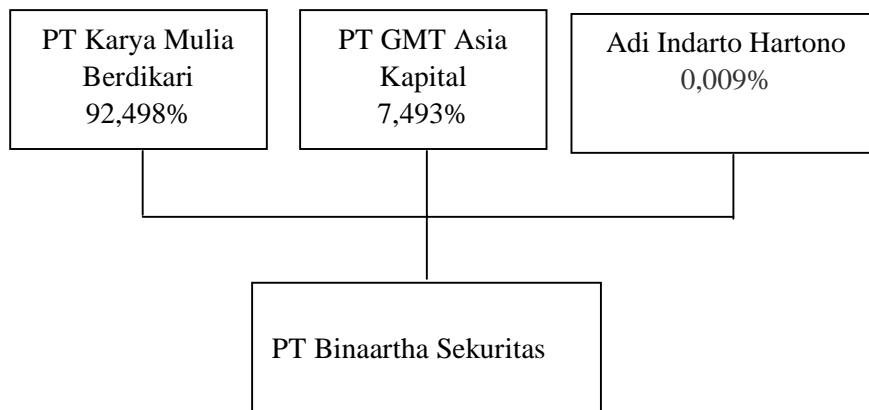 PT Karya Mulia
Berdikari
92,498%
PT GMT Asia
Kapital
7,493%
Adi Indarto Hartono
0,009%
PT Binaartha Sekuritas